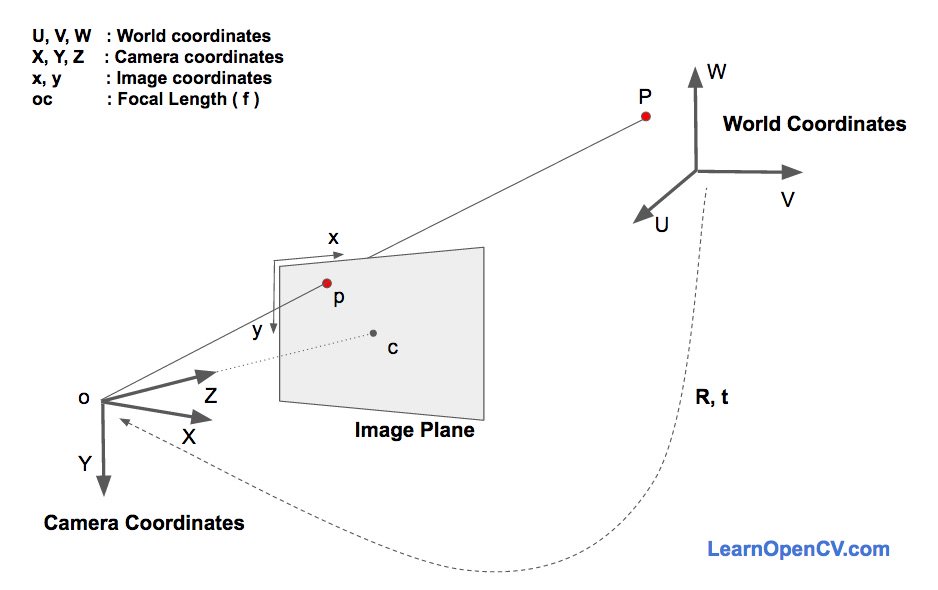 U, V, W : World coordinates
X, Y, Z : Camera coordinates
x, y : Image coordinates
oc : Focal Length ( f )
W
P
World Coordinates
V
U
x
p
y
c
o
Z
X
R, t
Image Plane
Y
Camera Coordinates
LearnOpenCV.com